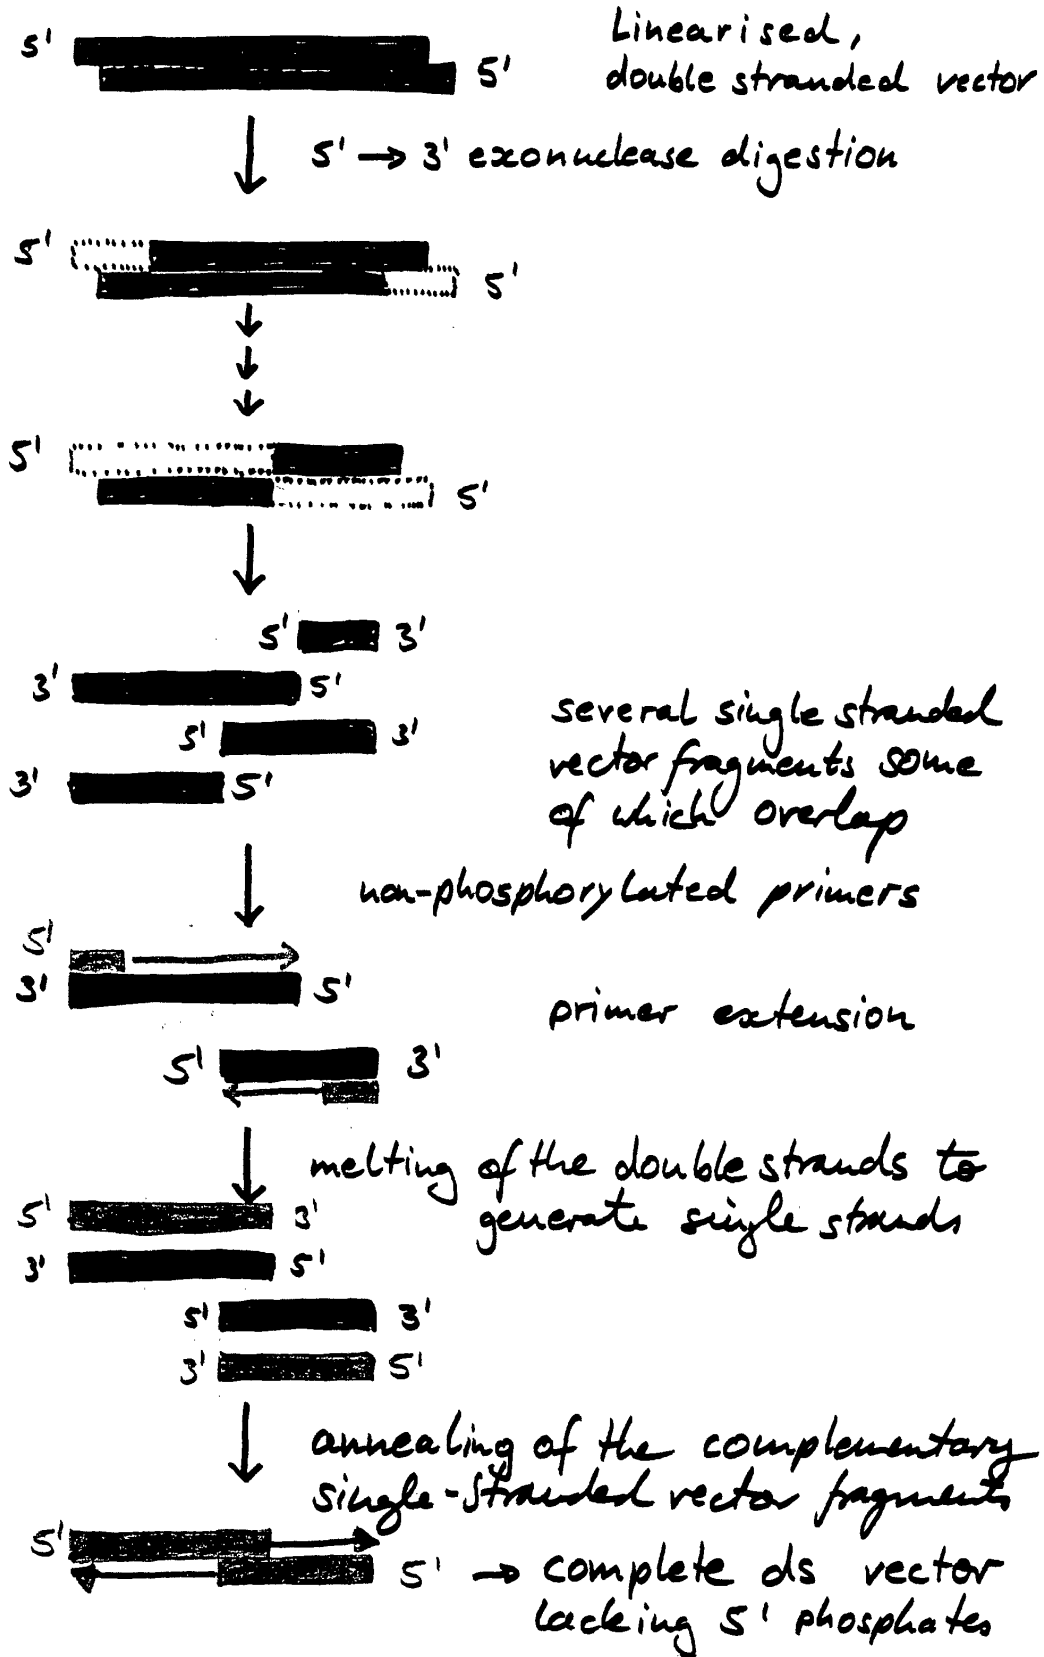 5'
Linearised,
double stranded vector
5'
5' → 3' exonuclease digestion
5'
5'
5'
5'
5' 3'
3' 5'
5' 3'
3' 5'
several single stranded
vector fragments some
of which overlap
non-phosphorylated primers
5'
3' 5'
primer extension
5' 3'
melting of the double strands to
generate single strands
5' 3'
3' 5'
5' 3'
3' 5'
annealing of the complementary
single-stranded vector fragments
5'
5' → complete ds vector
lacking 5' phosphates